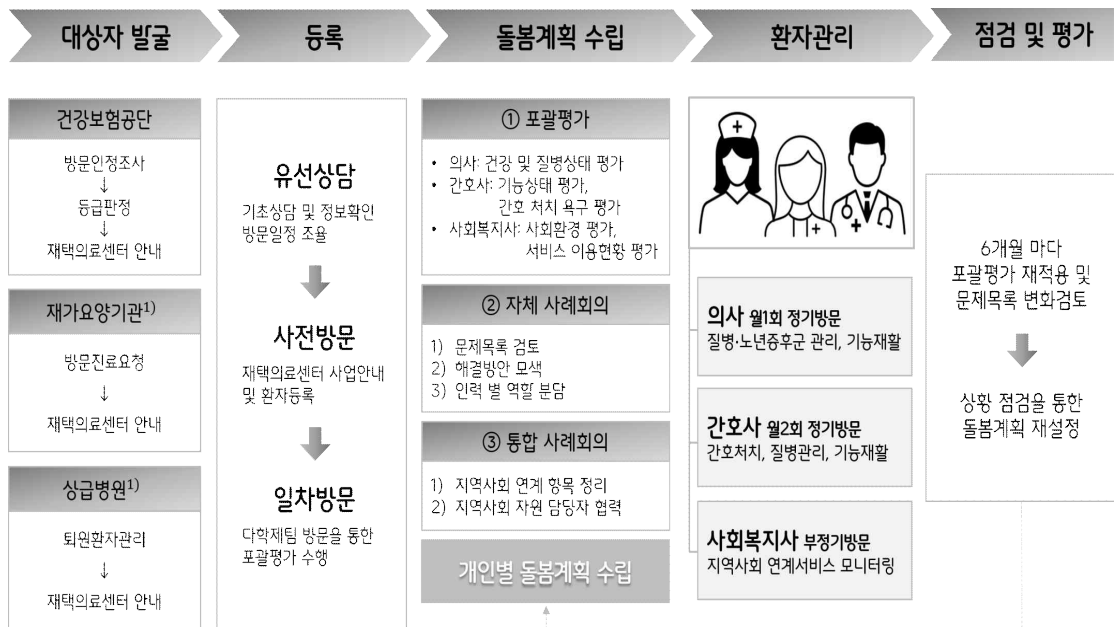 대상자 발굴
등록
돌봄계획 수립
환자관리
점검 및 평가
건강보험공단
방문인정조사
↓
등급판정
↓
재택의료센터 안내
재가요양기관1)
방문진료요청
↓
재택의료센터 안내
상급병원1)
퇴원환자관리
↓
재택의료센터 안내
유선상담
기초상담 및 정보확인
방문일정 조율
사전방문
재택의료센터 사업안내
및 환자등록
일차방문
다학제팀 방문을 통한
포괄평가 수행
① 포괄평가
• 의사: 건강 및 질병상태 평가
• 간호사: 기능상태 평가,
간호 처치 욕구 평가
• 사회복지사: 사회환경 평가,
서비스 이용현황 평가
② 자체 사례회의
1) 문제목록 검토
2) 해결방안 모색
3) 인력 별 역할 분담
③ 통합 사례회의
1) 지역사회 연계 항목 정리
2) 지역사회 자원 담당자 협력
개인별 돌봄계획 수립
의사 월1회 정기방문
질병·노년증후군 관리, 기능재활
간호사 월2회 정기방문
간호처치, 질병관리, 기능재활
사회복지사 부정기방문
지역사회 연계서비스 모니터링
6개월 마다
포괄평가 재적용 및
문제목록 변화검토
상황 점검을 통한
돌봄계획 재설정